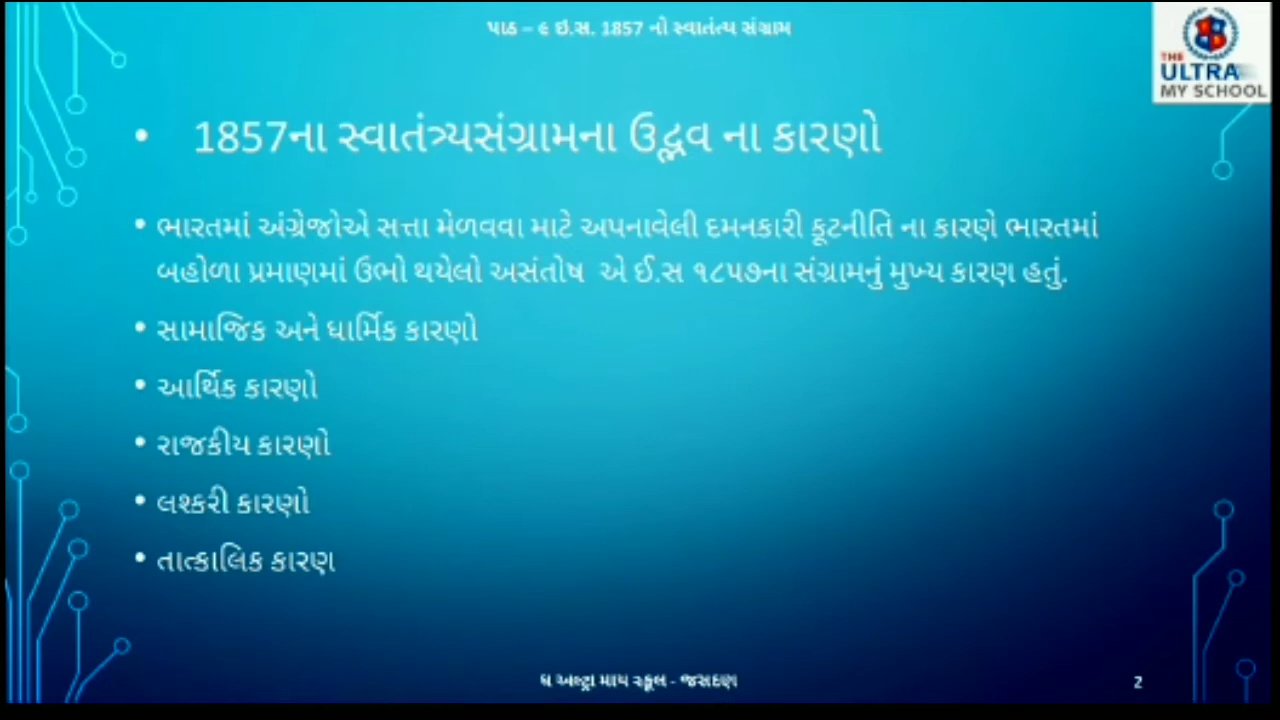 પાઠ – ૯ ઇ.સ. 1857 નો સ્વાતંત્ય સંગ્રામ
THE
ULTRA
MY SCHOOL
• 1857ના સ્વાતંત્ર્યસંગ્રામના ઉદ્ભવ ના કારણો
• ભારતમાં અંગ્રેજોએ સત્તા મેળવવા માટે અપનાવેલી દમનકારી કૂટનીતિ ના કારણે ભારતમાં
બહોળા પ્રમાણમાં ઉભો થયેલો અસંતોષ એ ઈ.સ ૧૮૫૭ના સંગ્રામનું મુખ્ય કારણ હતું.
• સામાજિક અને ધાર્મિક કારણો
• આર્થિક કારણો
• રાજકીય કારણો
• લશ્કરી કારણો
• તાત્કાલિક કારણ
ધ અલ્ટ્રા માય સ્કૂલ - જસદણ
2